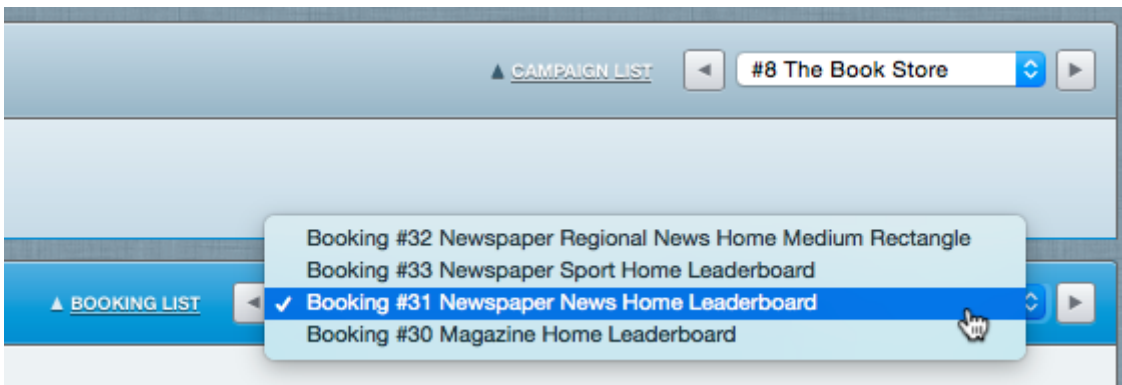 ▲ CAMPAIGN LIST
#8 The Book Store
Booking #32 Newspaper Regional News Home Medium Rectangle
Booking #33 Newspaper Sport Home Leaderboard
▲ BOOKING LIST
✓ Booking #31 Newspaper News Home Leaderboard
Booking #30 Magazine Home Leaderboard